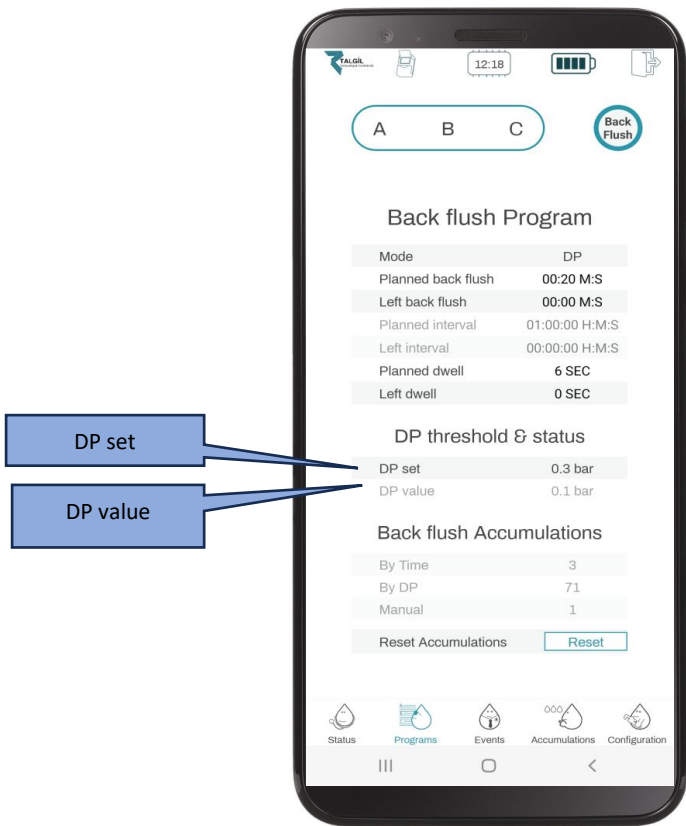 TALGIL
12:18
A B C
Back
Flush
Back flush Program
Mode DP
Planned back flush 00:20 M:S
Left back flush 00:00 M:S
Planned interval 01:00:00 H:M:S
Left interval 00:00:00 H:M:S
Planned dwell 6 SEC
Left dwell 0 SEC
DP set
DP threshold & status
DP set 0.3 bar
DP value
DP value 0.1 bar
Back flush Accumulations
By Time 3
By DP 71
Manual 1
Reset Accumulations Reset
Status Programs Events Accumulations Configuration